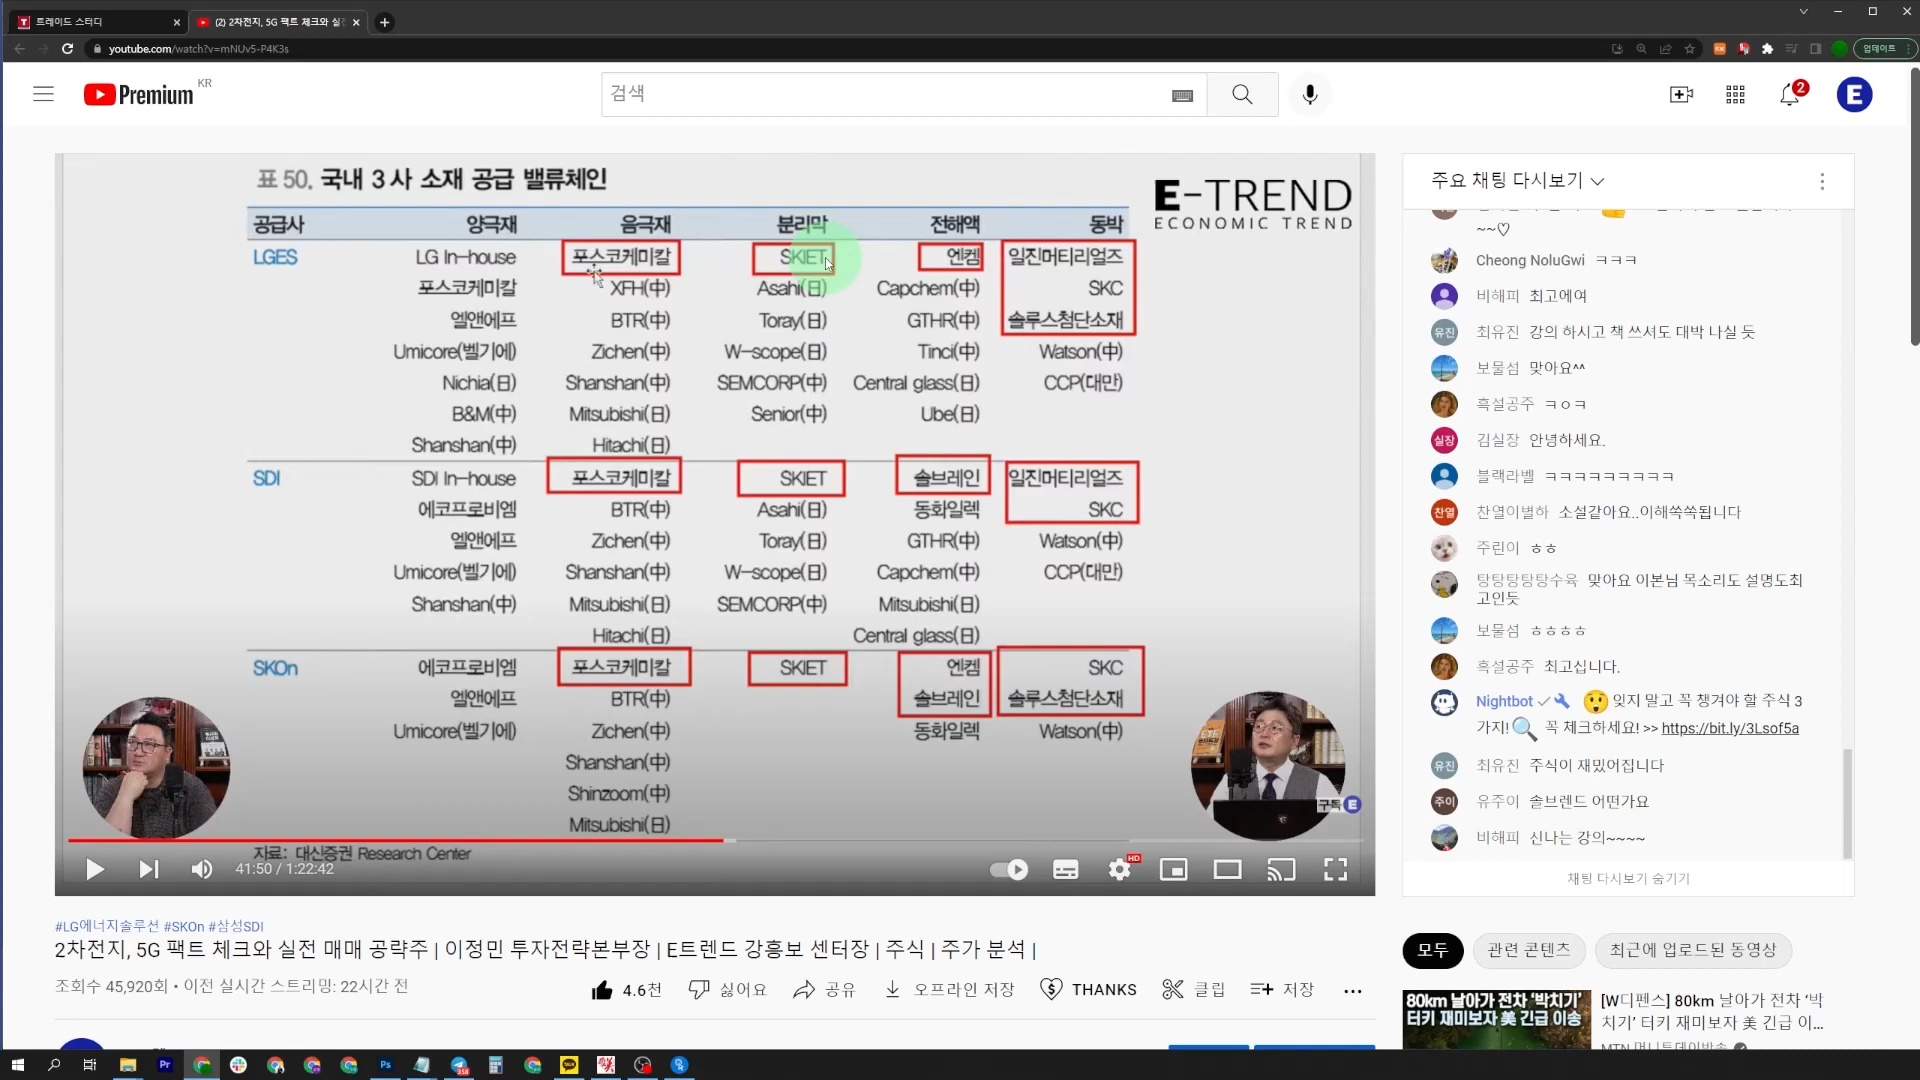 트레이드 스터디
(2) 2차전지, 5G 팩트 체크와 실전
youtube.com/watch?v=mNUv5-P4K3s
업데이트
Premium KR
검색
2
E
표 50. 국내 3사 소재 공급 밸류체인
E-TREND
ECONOMIC TREND
공급사 양극재 음극재 분리막 전해액 동박
LGES LG In-house 포스코케미칼 SKIET 엔켐 일진머티리얼즈
포스코케미칼 XFH(中) Asahi(日) Capchem(中) SKC
엘앤에프 BTR(中) Toray(日) GTHR(中) 솔루스첨단소재
Umicore(벨기에) Zichen(中) W-scope(日) Tinci(中) Watson(中)
Nichia(日) Shanshan(中) SEMCORP(中) Central glass(日) CCP(대만)
B&M(中) Mitsubishi(日) Senior(中) Ube(日)
Shanshan(中) Hitachi(日)
SDI SDI In-house 포스코케미칼 SKIET 솔브레인 일진머티리얼즈
에코프로비엠 BTR(中) Asahi(日) 동화일렉 SKC
엘앤에프 Zichen(中) Toray(日) GTHR(中) Watson(中)
Umicore(벨기에) Shanshan(中) W-scope(日) Capchem(中) CCP(대만)
Shanshan(中) Mitsubishi(日) SEMCORP(中) Mitsubishi(日)
Hitachi(日) Central glass(日)
SKOn 에코프로비엠 포스코케미칼 SKIET 엔켐 SKC
엘앤에프 BTR(中) 솔브레인 솔루스첨단소재
Umicore(벨기에) Zichen(中) 동화일렉 Watson(中)
Shanshan(中)
Shinzoom(中)
Mitsubishi(日)
자료: 대신증권 Research Center
구독 E
41:50 / 1:22:42
HD
#LG에너지솔루션 #SKOn #삼성SDI
2차전지, 5G 팩트 체크와 실전 매매 공략주 | 이정민 투자전략본부장 | E트렌드 강흥보 센터장 | 주식 | 주가 분석 |
조회수 45,920회 • 이전 실시간 스트리밍: 22시간 전
4.6천 싫어요 공유 오프라인 저장 THANKS 클립 저장
주요 채팅 다시보기
~~♡
Cheong NoluGwi ㅋㅋㅋ
비해피 최고에여
유진 최유진 강의 하시고 책 쓰셔도 대박 나실 듯
보물섬 맞아요^^
흑설공주 ㅋㅇㅋ
실장 김실장 안녕하세요.
블랙라벨 ㅋㅋㅋㅋㅋㅋㅋㅋㅋ
찬열 찬열이별하 소설같아요..이해쏙쏙됩니다
주린이 ㅎㅎ
탕탕탕탕탕수육 맞아요 이본님 목소리도 설명도최
고인듯
보물섬 ㅎㅎㅎㅎ
흑설공주 최고십니다.
Nightbot 잊지 말고 꼭 챙겨야 할 주식 3
가지! 꼭 체크하세요! >> https://bit.ly/3Lsof5a
유진 최유진 주식이 재밌어집니다
주이 유주이 솔브렌드 어떤가요
비해피 신나는 강의~~~~
채팅 다시보기 숨기기
모두 관련 콘텐츠 최근에 업로드된 동영상
80km 날아가 전차 '박치기'
터키 재미보자 美 긴급 이송
[W디펜스] 80km 날아가 전차 '박
치기' 터키 재미보자 美 긴급 이...
MTN 머니투데이방송